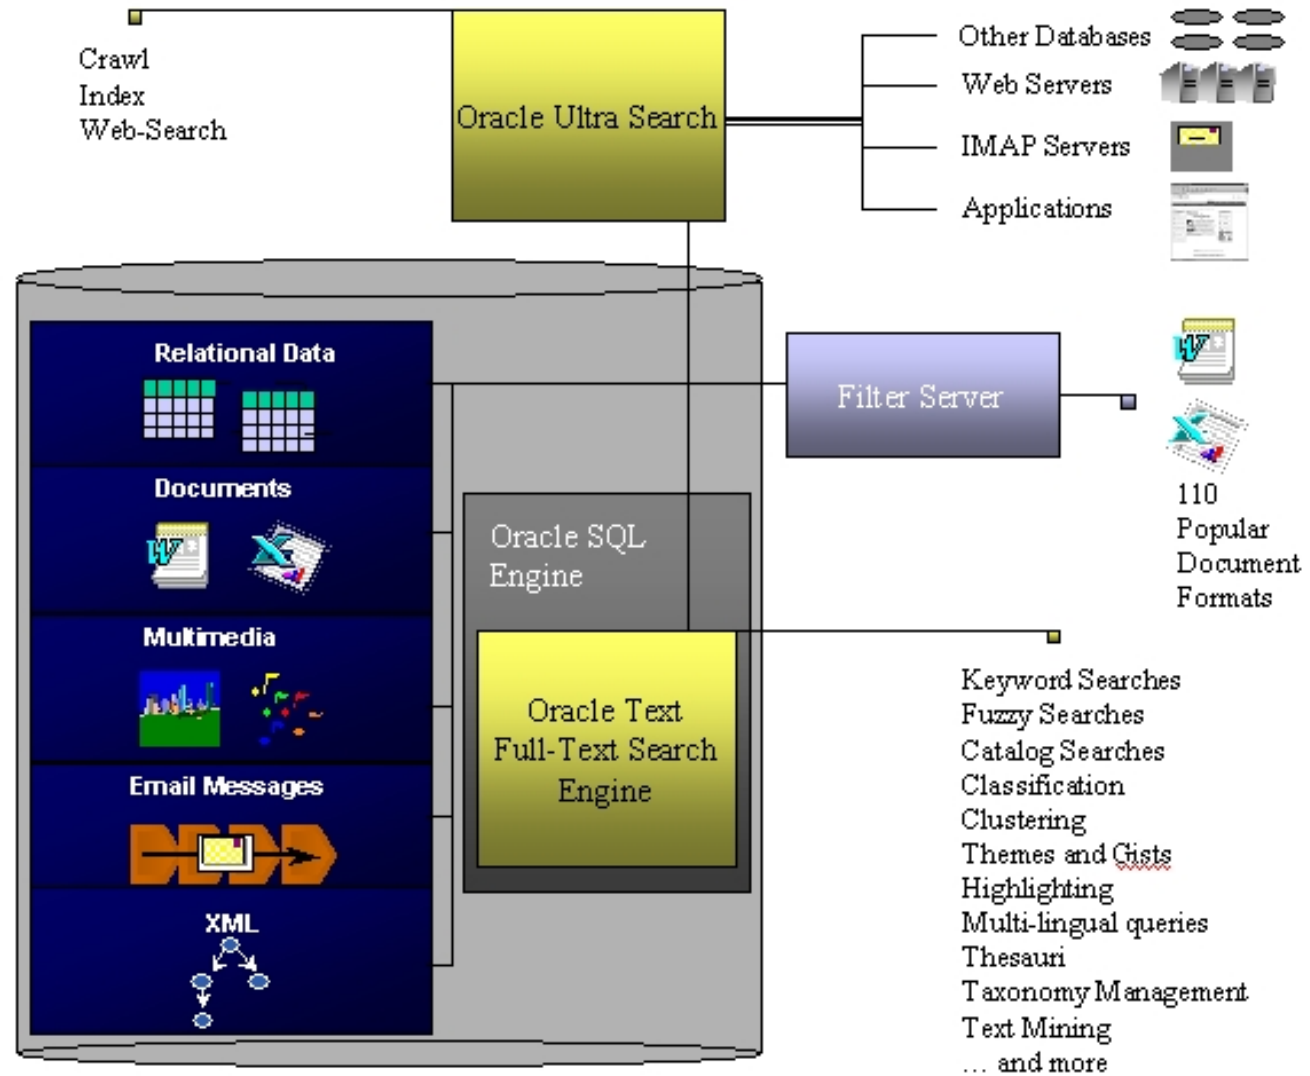 Crawl
Index
Web-Search
Oracle Ultra Search
Other Databases
Web Servers
IMAP Servers
Applications
Relational Data
Documents
Multimedia
Email Messages
XML
Filter Server
110
Popular
Document
Formats
Oracle SQL
Engine
Oracle Text
Full-Text Search
Engine
Keyword Searches
Fuzzy Searches
Catalog Searches
Classification
Clustering
Themes and Gists
Highlighting
Multi-lingual queries
Thesauri
Taxonomy Management
Text Mining
... and more